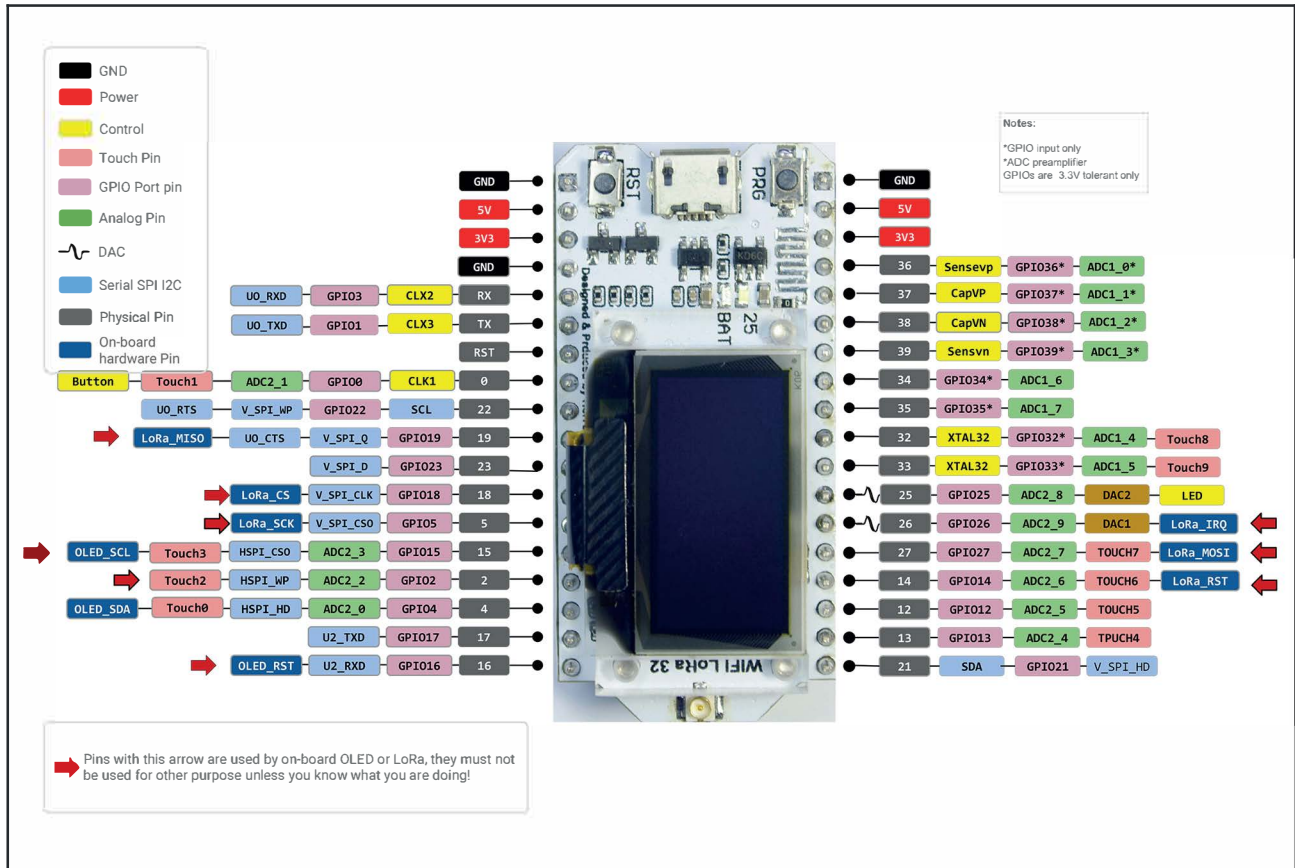 GND
Power
Control
Touch Pin
GPIO Port pin
Analog Pin
DAC
Serial SPI I2C
Physical Pin
On-board
hardware Pin
Notes:
*GPIO input only
*ADC preamplifier
GPIOs are 3.3V tolerant only
GND
5V
3V3
GND
UO_RXD GPIO3 CLX2 RX
UO_TXD GPIO1 CLX3 TX
RST
Button Touch1 ADC2_1 GPIO0 CLK1 0
UO_RTS V_SPI_WP GPIO22 SCL 22
LoRa_MISO UO_CTS V_SPI_Q GPIO19 19
V_SPI_D GPIO23 23
LoRa_CS V_SPI_CLK GPIO18 18
LoRa_SCK V_SPI_CSO GPIO5 5
OLED_SCL Touch3 HSPI_CSO ADC2_3 GPIO15 15
Touch2 HSPI_WP ADC2_2 GPIO2 2
OLED_SDA Touch0 HSPI_HD ADC2_0 GPIO4 4
U2_TXD GPIO17 17
OLED_RST U2_RXD GPIO16 16
RST
PRG
BAT
25
Designed &
WIFI LoRa 32
GND
5V
3V3
36 Sensevp GPIO36* ADC1_0*
37 CapVP GPIO37* ADC1_1*
38 CapVN GPIO38* ADC1_2*
39 Sensvn GPIO39* ADC1_3*
34 GPIO34* ADC1_6
35 GPIO35* ADC1_7
32 XTAL32 GPIO32* ADC1_4 Touch8
33 XTAL32 GPIO33* ADC1_5 Touch9
25 GPIO25 ADC2_8 DAC2 LED
26 GPIO26 ADC2_9 DAC1 LoRa_IRQ
27 GPIO27 ADC2_7 TOUCH7 LoRa_MOSI
14 GPIO14 ADC2_6 TOUCH6 LoRa_RST
12 GPIO12 ADC2_5 TOUCH5
13 GPIO13 ADC2_4 TPUCH4
21 SDA GPIO21 V_SPI_HD
Pins with this arrow are used by on-board OLED or LoRa, they must not
be used for other purpose unless you know what you are doing!